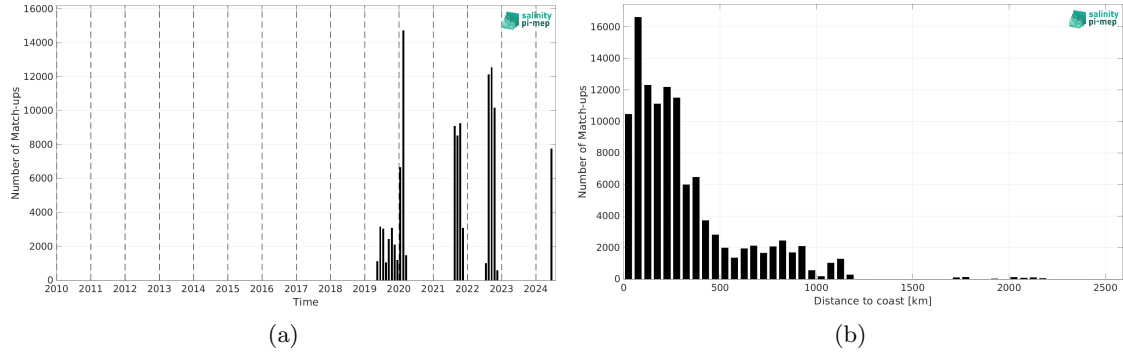 16000
14000
12000
10000
8000
6000
4000
2000
0
Number of Match-ups
2010 2011 2012 2013 2014 2015 2016 2017 2018 2019 2020 2021 2022 2023 2024
Time
salinity
pi-mep
(a)
16000
14000
12000
10000
8000
6000
4000
2000
0
Number of Match-ups
0 500 1000 1500 2000 2500
Distance to coast [km]
salinity
pi-mep
(b)